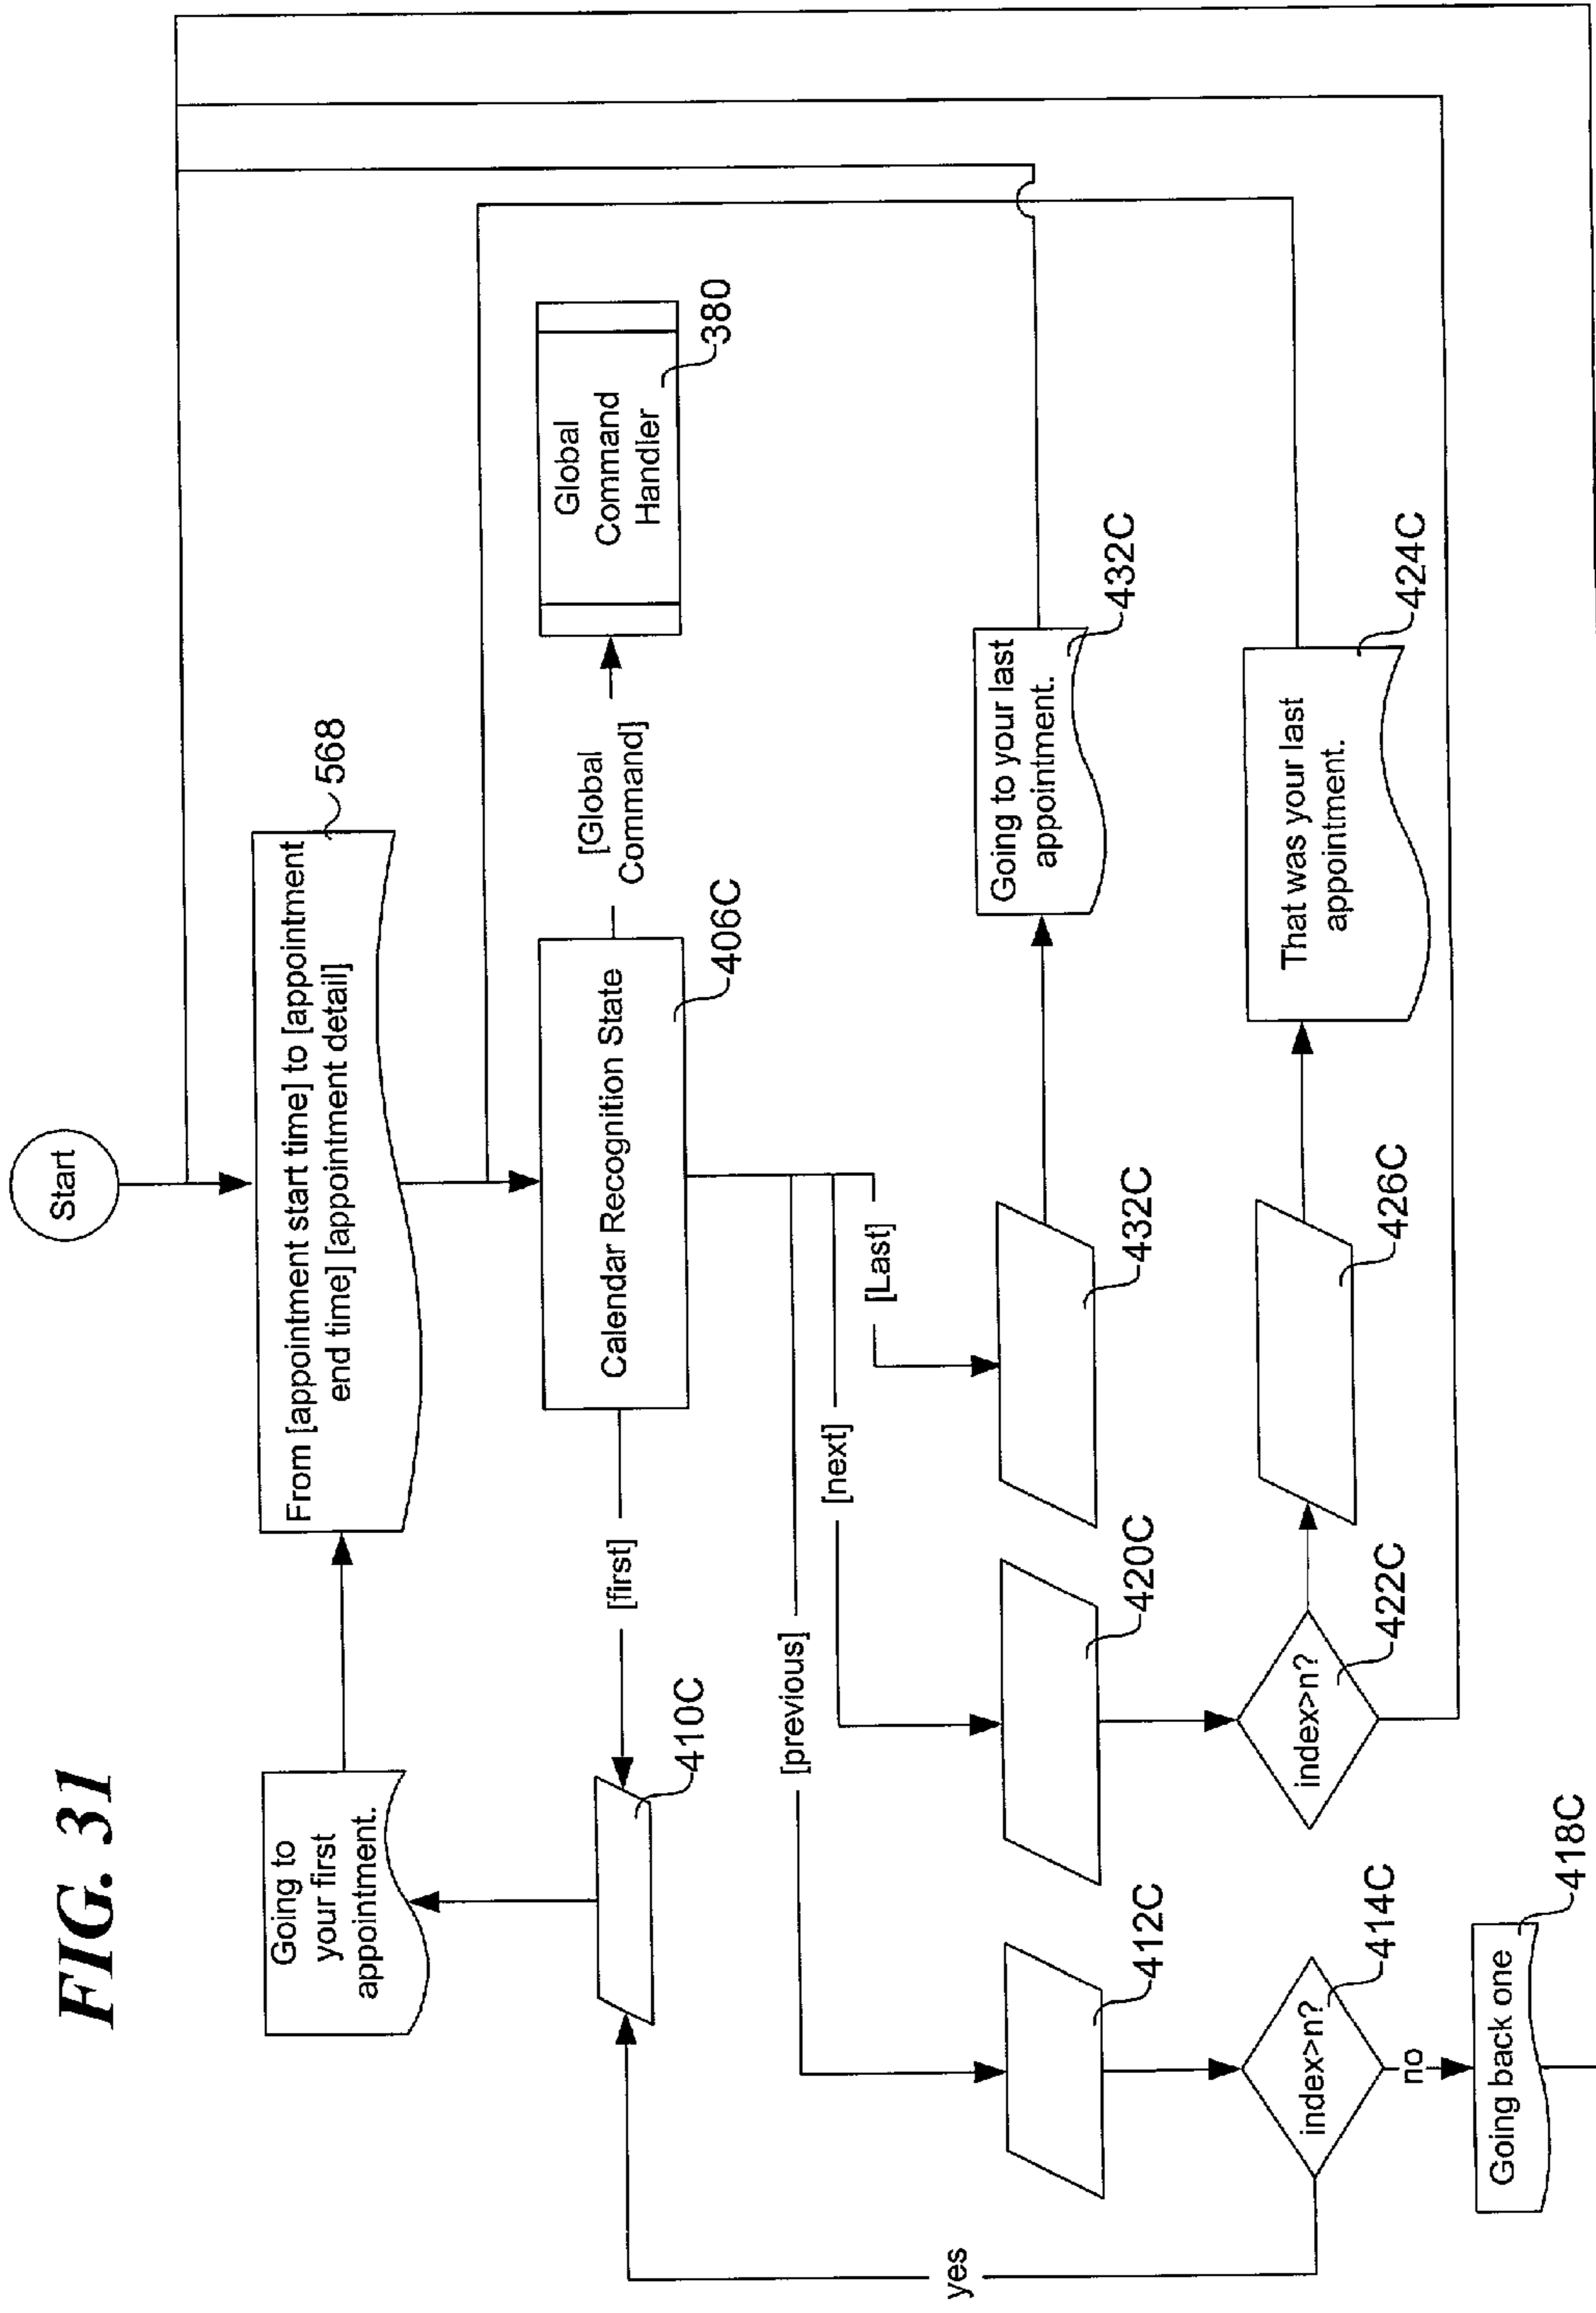 FIG. 31
Start
Going to
your first
appointment.
From [appointment start time] to [appointment
end time] [appointment detail]
568
[first]
410C
Calendar Recognition State
406C
[Global
Command]
Global
Command
Handler
380
[previous]
[next]
[Last]
412C
420C
432C
Going to your last
appointment.
432C
yes
index>n?
414C
no
index>n?
422C
426C
That was your last
appointment.
424C
Going back one
418C